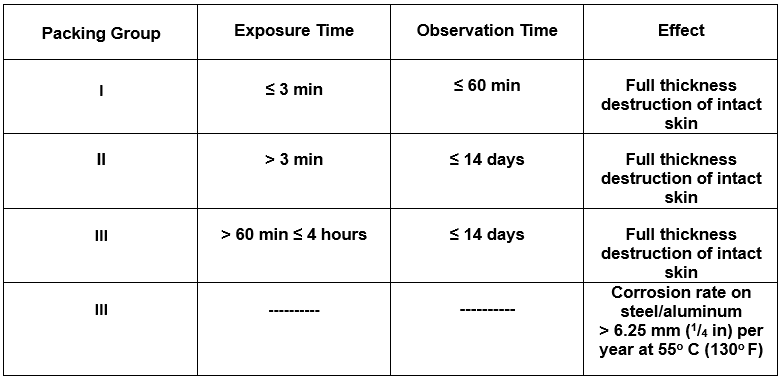 Packing Group Exposure Time Observation Time Effect
I ≤ 3 min ≤ 60 min Full thickness
destruction of intact
skin
II > 3 min ≤ 14 days Full thickness
destruction of intact
skin
III > 60 min ≤ 4 hours ≤ 14 days Full thickness
destruction of intact
skin
III ---------- ---------- Corrosion rate on
steel/aluminum
> 6.25 mm (1/4 in) per
year at 55º C (130º F)